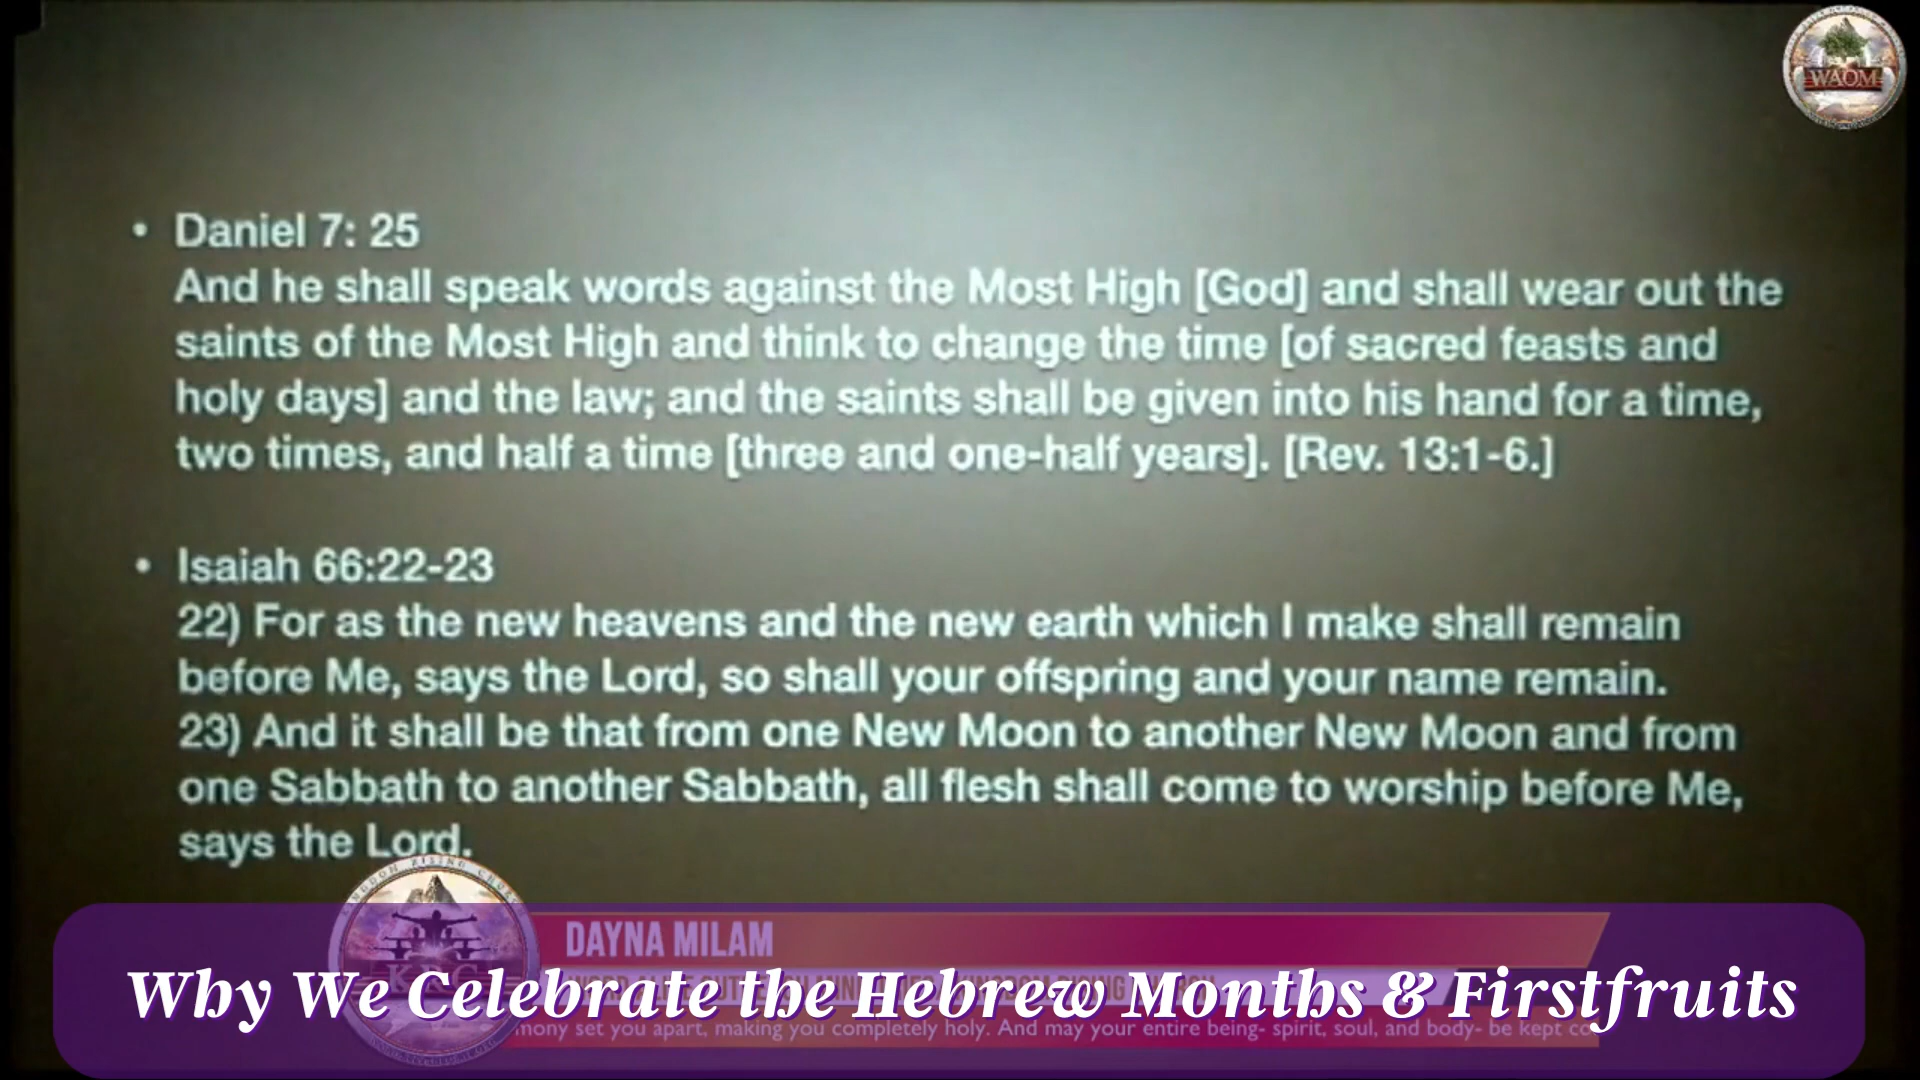 WAOM
• Daniel 7: 25
And he shall speak words against the Most High [God] and shall wear out the
saints of the Most High and think to change the time [of sacred feasts and
holy days] and the law; and the saints shall be given into his hand for a time,
two times, and half a time [three and one-half years]. [Rev. 13:1-6.]
• Isaiah 66:22-23
22) For as the new heavens and the new earth which I make shall remain
before Me, says the Lord, so shall your offspring and your name remain.
23) And it shall be that from one New Moon to another New Moon and from
one Sabbath to another Sabbath, all flesh shall come to worship before Me,
says the Lord.
KINGDOM RISING CHURCH
KRC
DAYNA MILAM
Why We Celebrate the Hebrew Months & Firstfruits
mony set you apart, making you completely holy. And may your entire being- spirit, soul, and body- be kept co